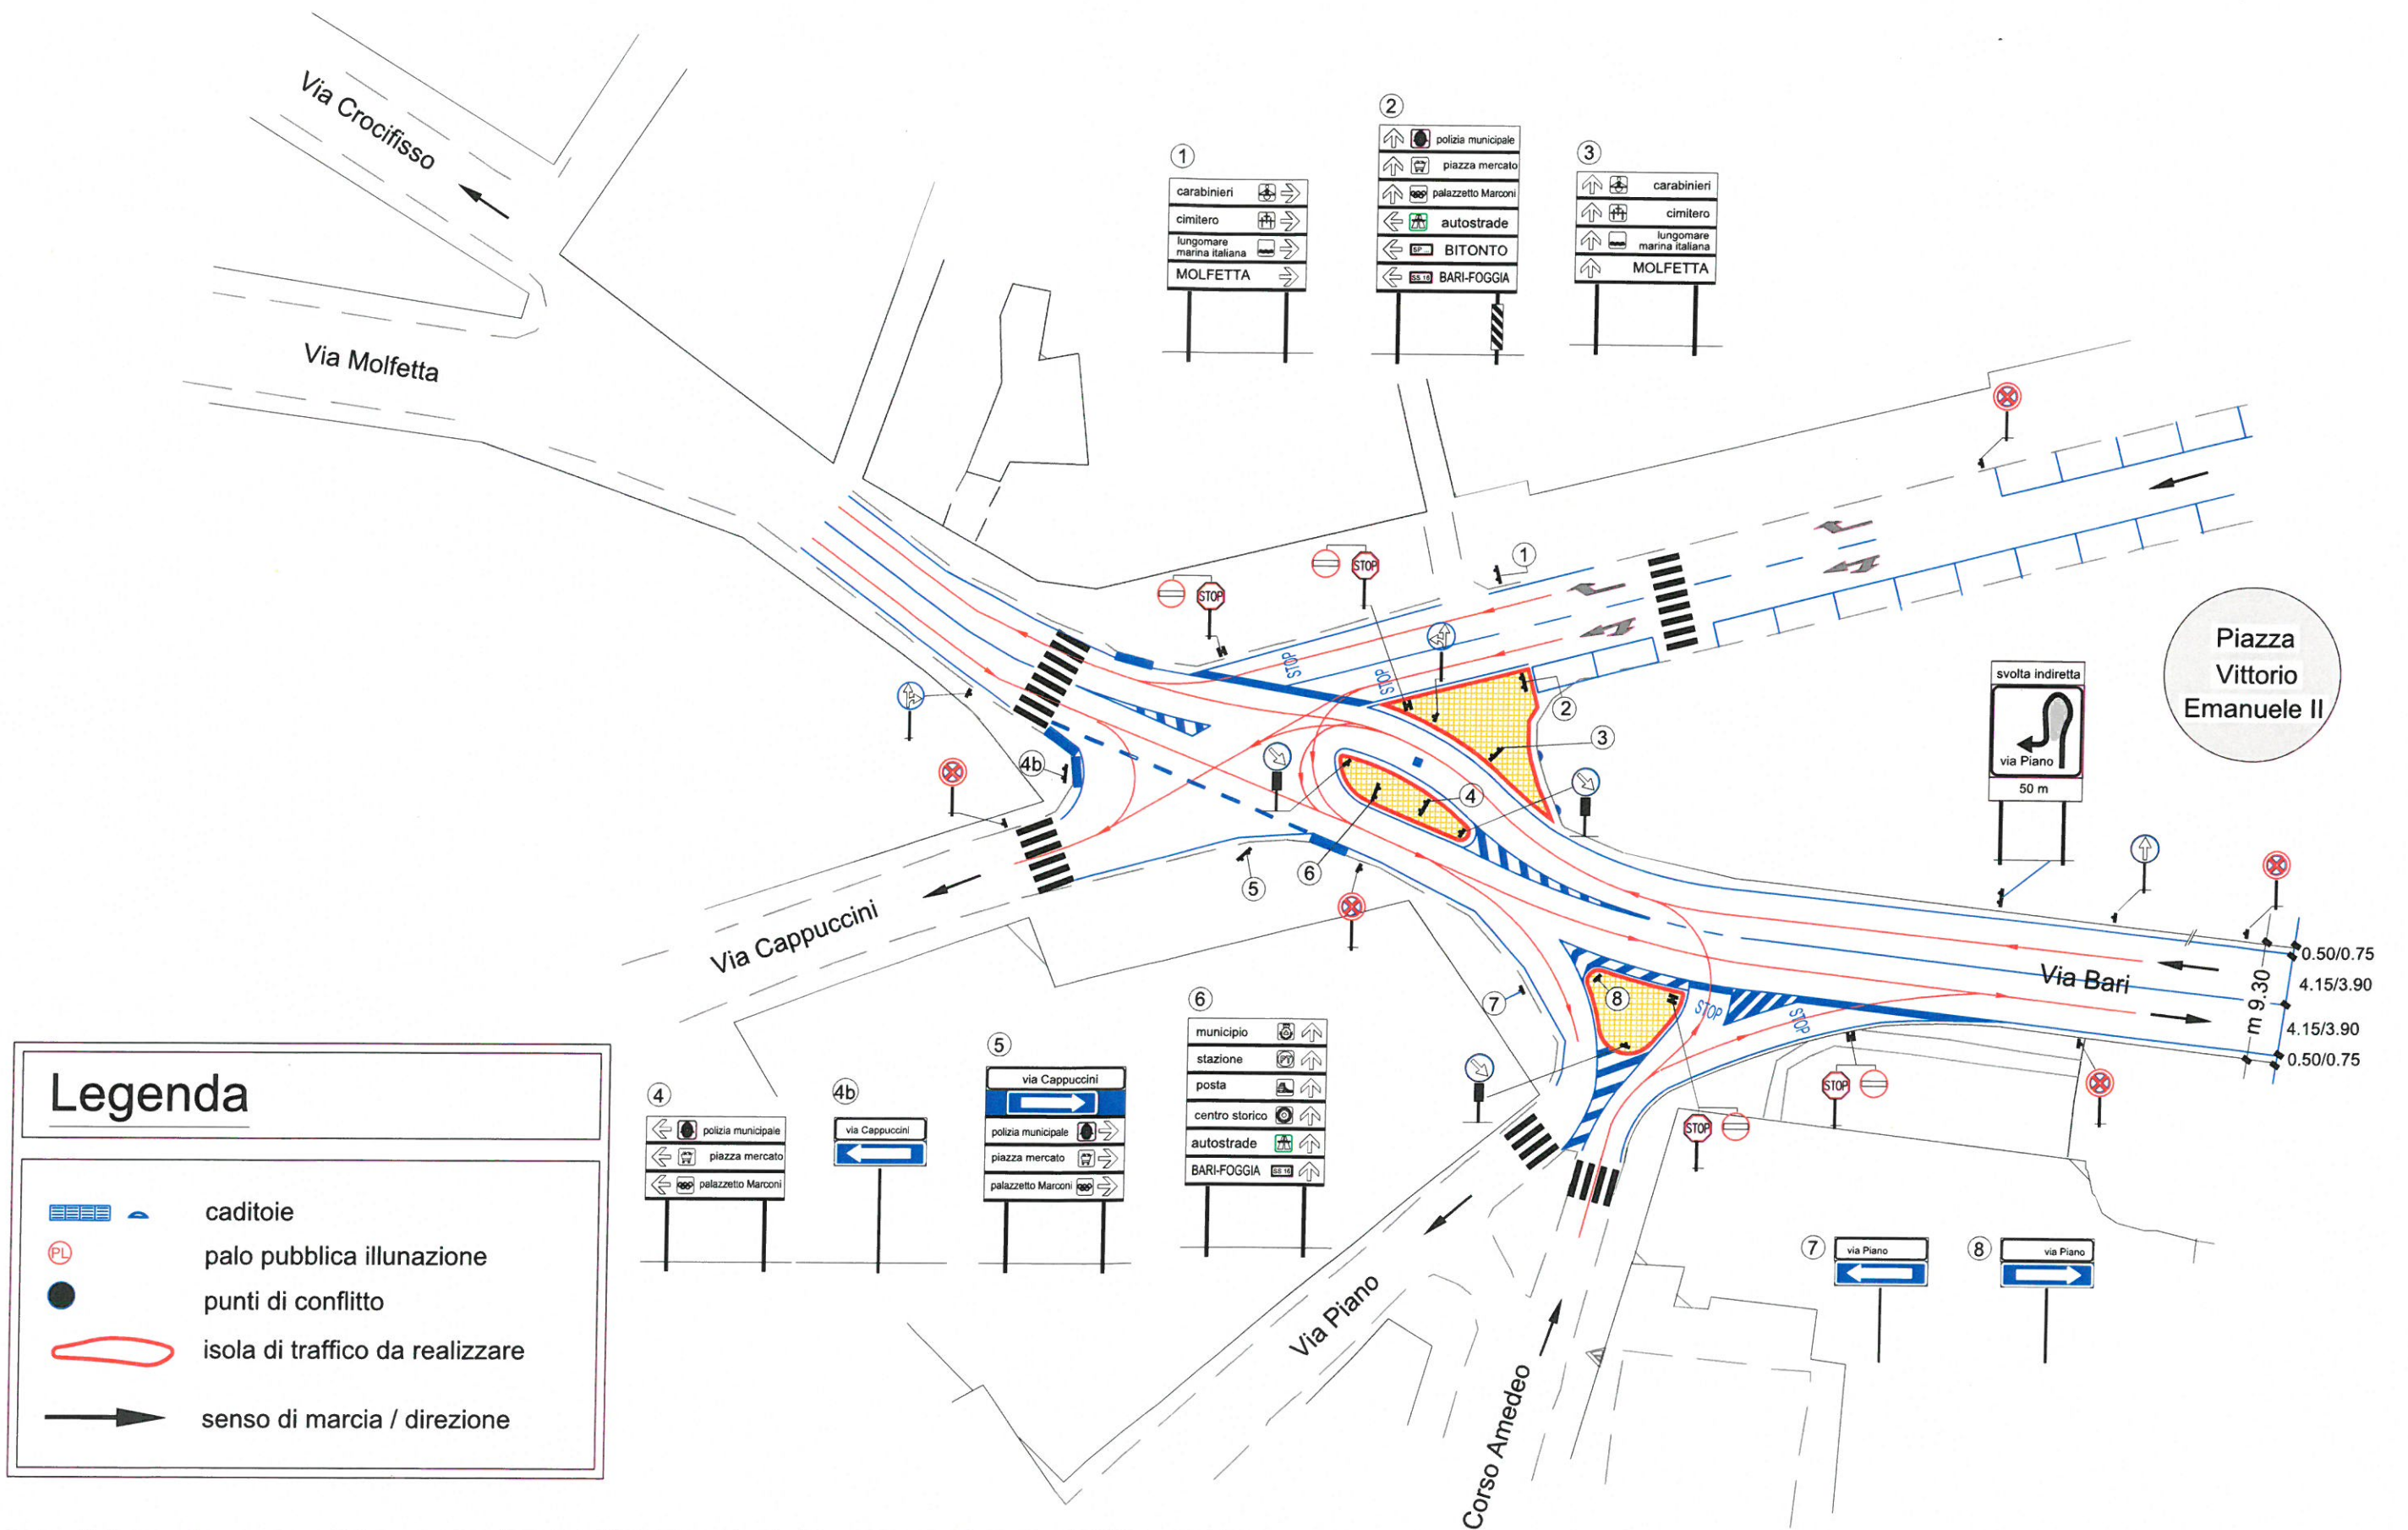 Via Crocifisso
Via Molfetta
1
carabinieri
cimitero
lungomare
marina italiana
MOLFETTA
2
polizia municipale
piazza mercato
palazzetto Marconi
autostrade
BITONTO
SS 16 BARI-FOGGIA
3
carabinieri
cimitero
lungomare
marina italiana
MOLFETTA
1
STOP
STOP
STOP
STOP
2
3
4b
4
5
6
Piazza
Vittorio
Emanuele II
svolta indiretta
via Piano
50 m
Via Cappuccini
Via Bari
m 9.30
0.50/0.75
4.15/3.90
4.15/3.90
0.50/0.75
7
8
STOP
STOP
STOP
STOP
Legenda
caditoie
PL palo pubblica illunazione
punti di conflitto
isola di traffico da realizzare
senso di marcia / direzione
4
polizia municipale
piazza mercato
palazzetto Marconi
4b
via Cappuccini
5
via Cappuccini
polizia municipale
piazza mercato
palazzetto Marconi
6
municipio
stazione
posta
centro storico
autostrade
BARI-FOGGIA SS 16
Via Piano
Corso Amedeo
7
via Piano
8
via Piano